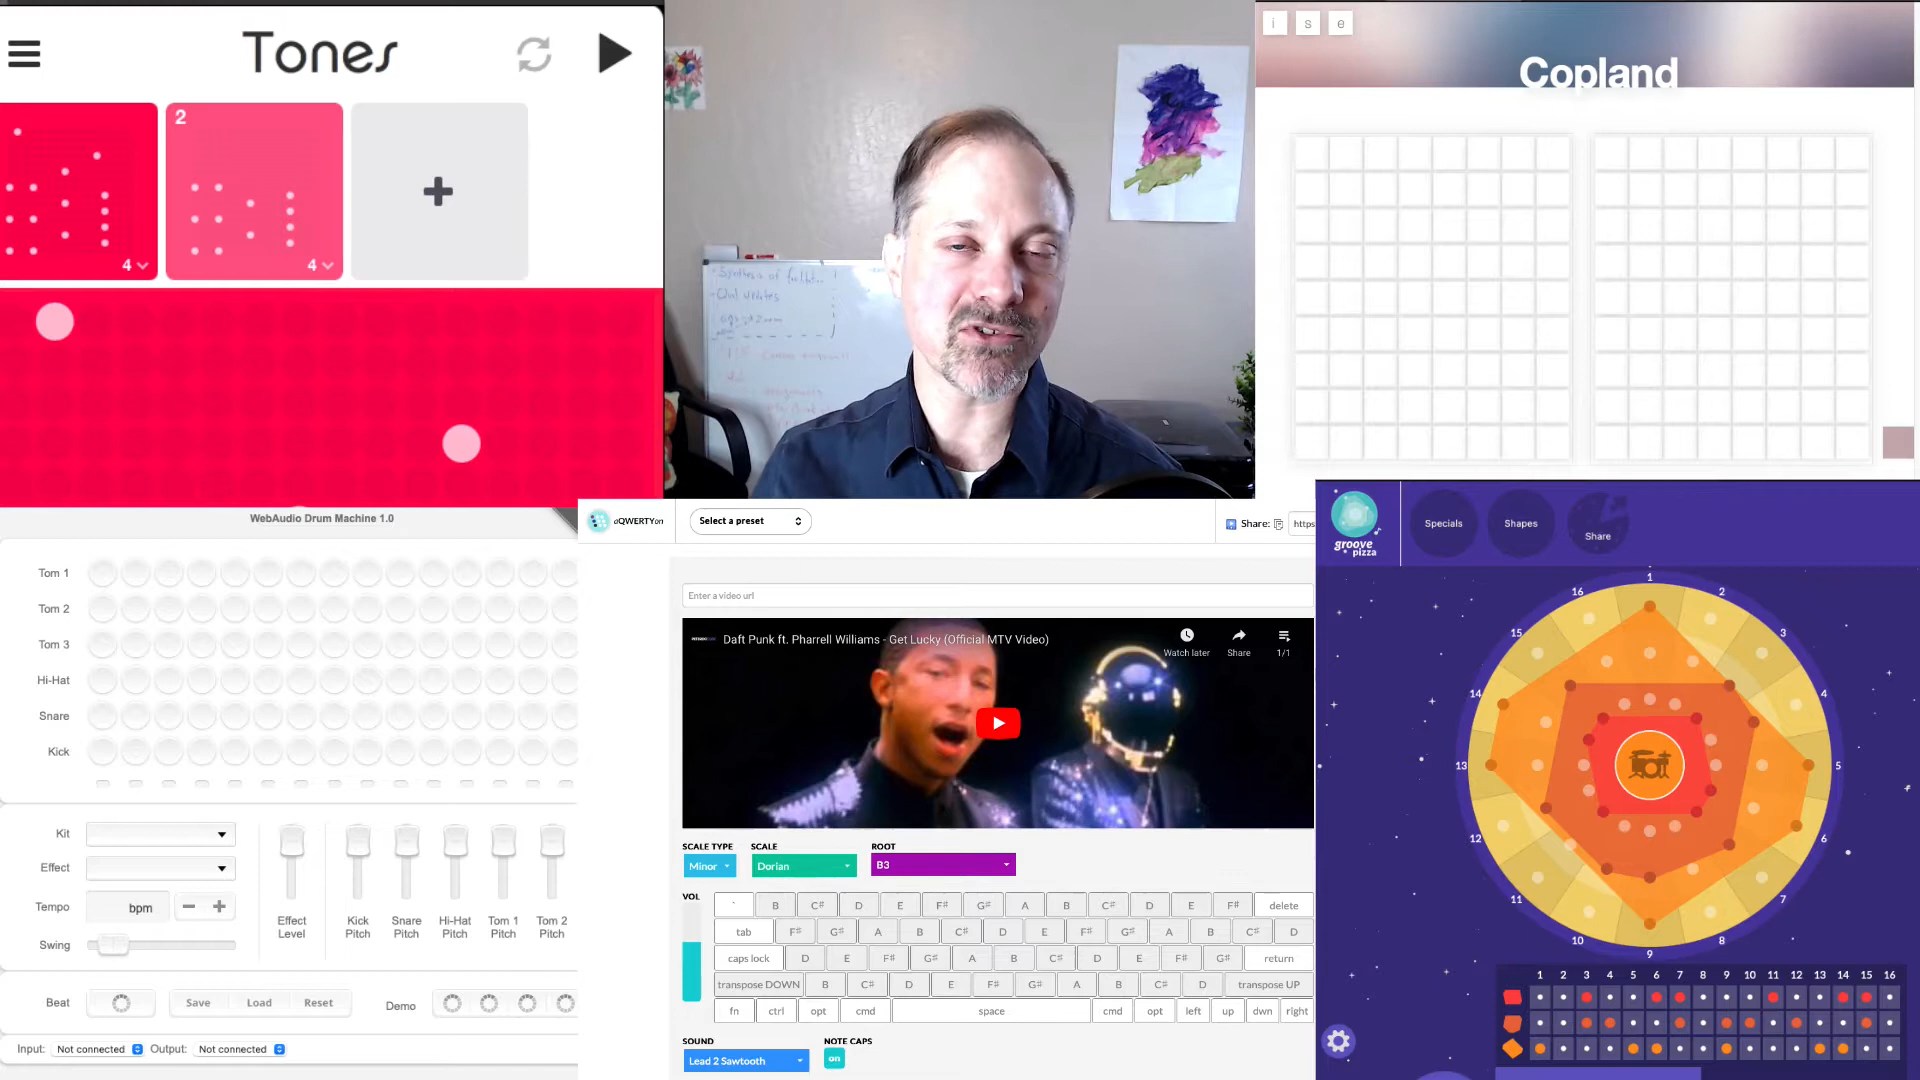 Tones
2
4
4
Synthesis of
i s e
Copland
WebAudio Drum Machine 1.0
Tom 1
Tom 2
Tom 3
Hi-Hat
Snare
Kick
Kit
Effect
Tempo bpm
Swing
Effect Level
Kick Pitch
Snare Pitch
Hi-Hat Pitch
Tom 1 Pitch
Tom 2 Pitch
Beat
Save Load Reset
Demo
Input: Not connected Output: Not connected
aQWERTYon
Select a preset
Share: https
Enter a video url
Daft Punk ft. Pharrell Williams - Get Lucky (Official MTV Video)
Watch later
Share
1/1
SCALE TYPE SCALE ROOT
Minor Dorian B3
VOL
` B C# D E F# G# A B C# D E F# delete
tab F# G# A B C# D E F# G# A B C# D
caps lock D E F# G# A B C# D E F# G# return
transpose DOWN B C# D E F# G# A B C# D transpose UP
fn ctrl opt cmd space cmd opt left up dwn right
SOUND NOTE CAPS
Lead 2 Sawtooth on
groove pizza
Specials
Shapes
Share
1
16 2
15 3
14 4
13 5
12 6
11 7
10 8
9
1 2 3 4 5 6 7 8 9 10 11 12 13 14 15 16